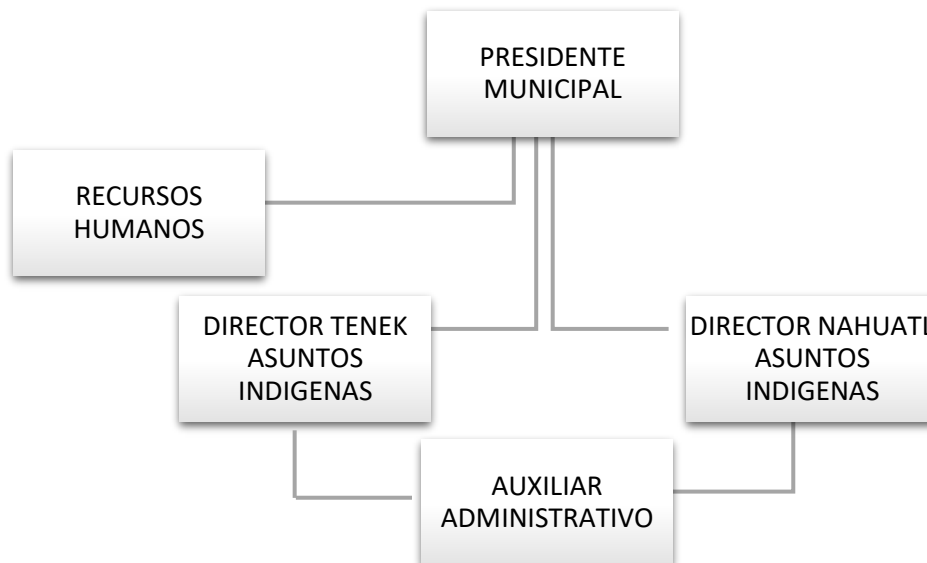 PRESIDENTE
MUNICIPAL
RECURSOS
HUMANOS
DIRECTOR TENEK
ASUNTOS
INDIGENAS
DIRECTOR NAHUATL
ASUNTOS
INDIGENAS
AUXILIAR
ADMINISTRATIVO